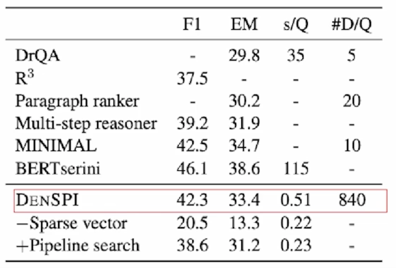 F1 EM s/Q #D/Q
DrQA - 29.8 35 5
R³ 37.5 - - -
Paragraph ranker - 30.2 - 20
Multi-step reasoner 39.2 31.9 - -
MINIMAL 42.5 34.7 - 10
BERTserini 46.1 38.6 115 -
DENSPI 42.3 33.4 0.51 840
−Sparse vector 20.5 13.3 0.22 -
+Pipeline search 38.6 31.2 0.23 -